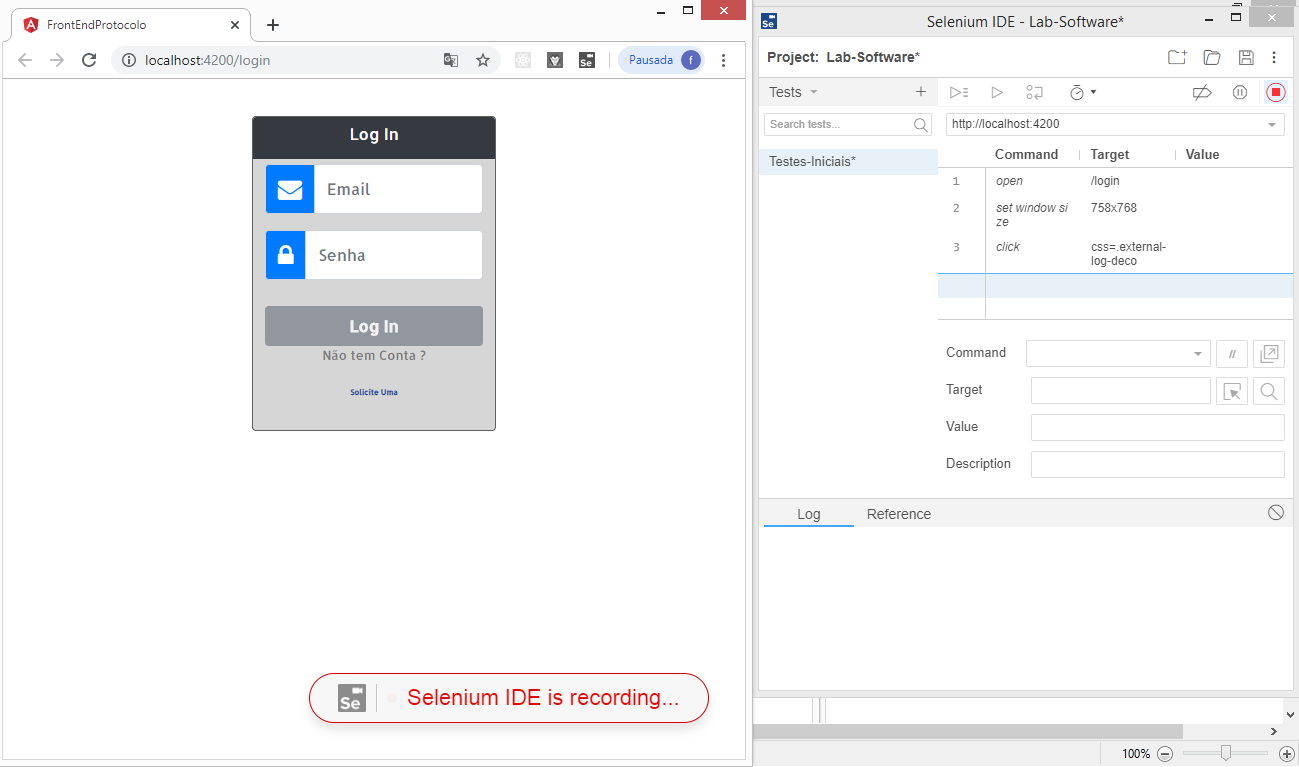 FrontEndProtocolo
localhost:4200/login
Se
Pausada
f
Log In
Email
Senha
Log In
Não tem Conta ?
Solicite Uma
Se
Selenium IDE is recording...
Se
Selenium IDE - Lab-Software*
Project: Lab-Software*
Tests
Search tests...
http://localhost:4200
Testes-Iniciais*
Command Target Value
1 open /login
2 set window si
ze 758x768
3 click css=.external-
log-deco
Command
//
Target
Value
Description
Log Reference
100%